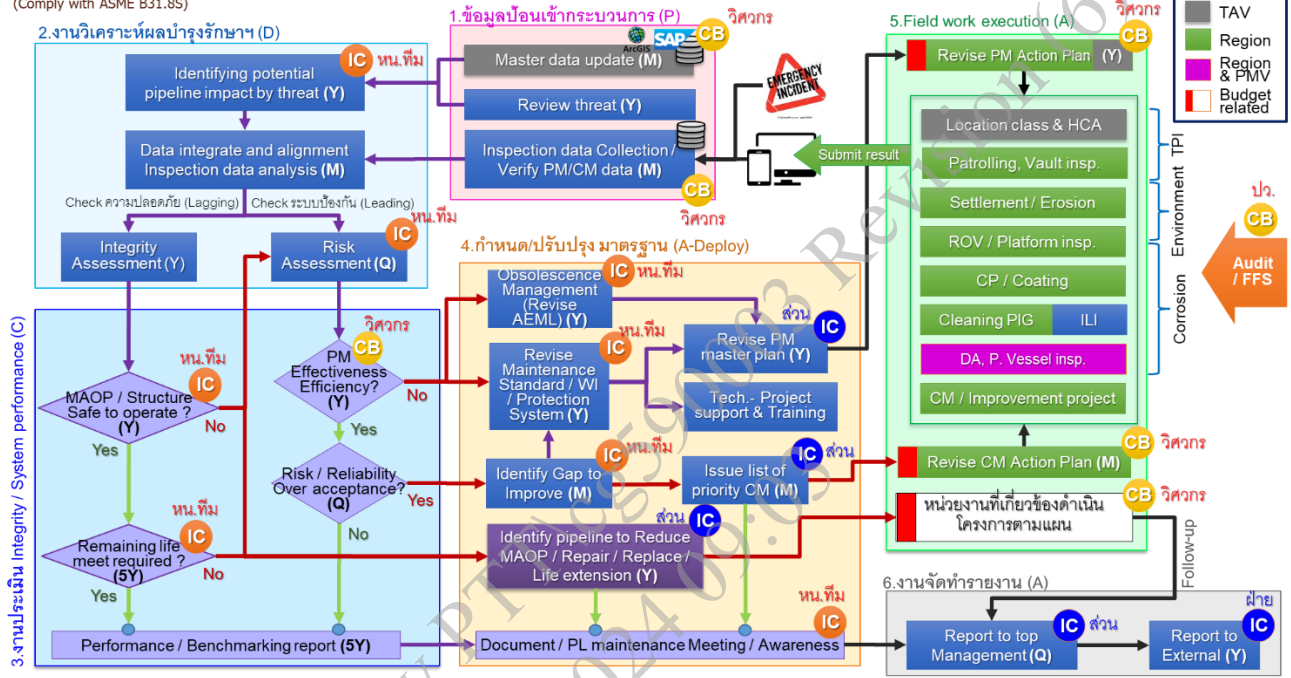 (Comply with ASME B31.8S)
2.งานวิเคราะห์ผลบำรุงรักษาฯ (D)
Identifying potential
pipeline impact by threat (Y)
IC หน.ทีม
Data integrate and alignment
Inspection data analysis (M)
Check ความปลอดภัย (Lagging)
Check ระบบป้องกัน (Leading)
Integrity
Assessment (Y)
Risk
Assessment (Q)
IC หน.ทีม
1.ข้อมูลป้อนเข้ากระบวนการ (P)
วิศวกร
CB
ArcGIS
SAP
Master data update (M)
Review threat (Y)
Inspection data Collection /
Verify PM/CM data (M)
CB
วิศวกร
EMERGENCY
INCIDENT
Submit result
5.Field work execution (A)
วิศวกร
CB
Revise PM Action Plan (Y)
Location class & HCA
Patrolling, Vault insp.
Settlement / Erosion
ROV / Platform insp.
CP / Coating
Cleaning PIG
ILI
DA, P. Vessel insp.
CM / Improvement project
TPI
Environment
Corrosion
Revise CM Action Plan (M)
CB วิศวกร
หน่วยงานที่เกี่ยวข้องดำเนิน
โครงการตามแผน
CB วิศวกร
TAV
Region
Region
& PMV
Budget
related
ปว.
CB
Audit
/ FFS
3.งานประเมิน Integrity / System performance (C)
MAOP / Structure
Safe to operate ?
(Y)
หน.ทีม
IC
No
Yes
Remaining life
meet required ?
(5Y)
หน.ทีม
IC
No
Yes
วิศวกร
CB
PM
Effectiveness
Efficiency?
(Y)
No
Yes
Risk / Reliability
Over acceptance?
(Q)
Yes
No
Performance / Benchmarking report (5Y)
4.กำหนด/ปรับปรุง มาตรฐาน (A-Deploy)
Obsolescence
Management
(Revise
AEML) (Y)
IC หน.ทีม
Revise
Maintenance
Standard / WI /
Protection
System (Y)
IC หน.ทีม
Revise PM
master plan (Y)
ส่วน
IC
Tech.- Project
support & Training
Identify Gap to
Improve (M)
IC หน.ทีม
Issue list of
priority CM (M)
IC ส่วน
Identify pipeline to Reduce
MAOP / Repair / Replace /
Life extension (Y)
ส่วน IC
Document / PL maintenance Meeting / Awareness
หน.ทีม
IC
Follow-up
6.งานจัดทำรายงาน (A)
Report to top
Management (Q)
IC ส่วน
Report to
External (Y)
ฝ่าย
IC